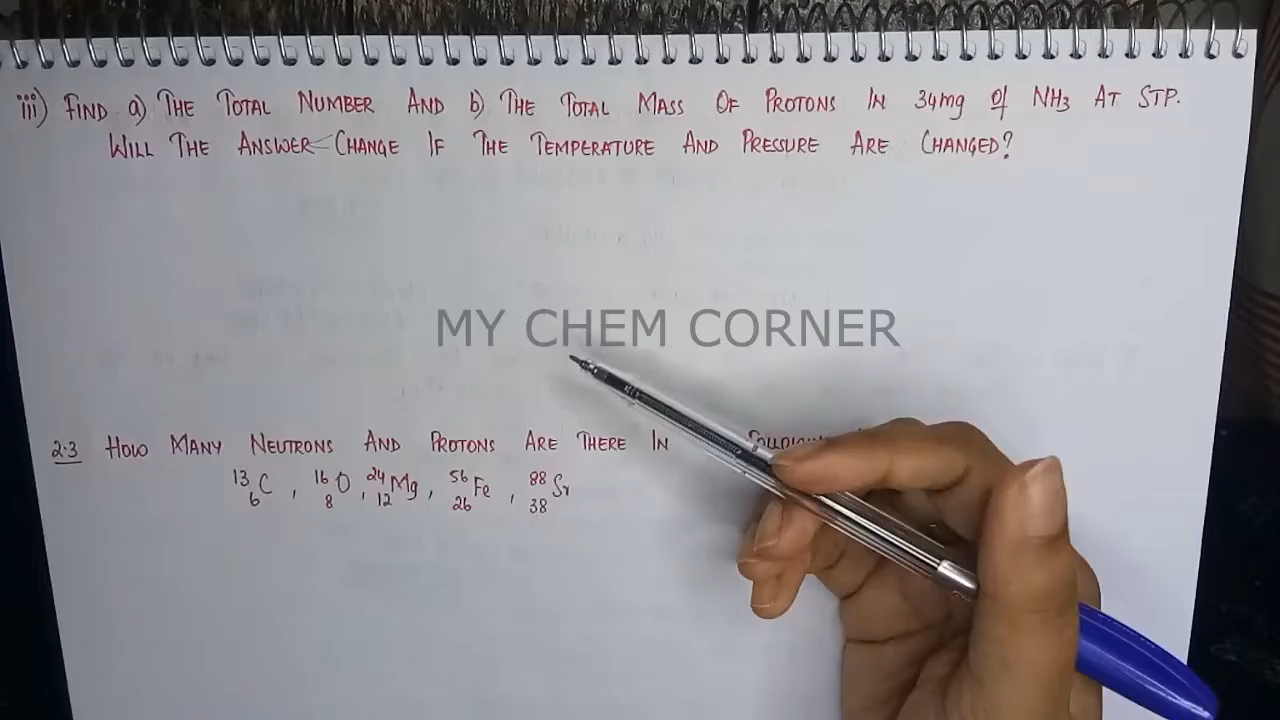 iii) FIND a) THE TOTAL NUMBER AND b) THE TOTAL MASS OF PROTONS IN 34mg of NH3 AT STP.
WILL THE ANSWER CHANGE IF THE TEMPERATURE AND PRESSURE ARE CHANGED?
MY CHEM CORNER
2.3 HOW MANY NEUTRONS AND PROTONS ARE THERE IN
13 6 C, 16 8 O, 24 12 Mg, 56 26 Fe, 88 38 Sr